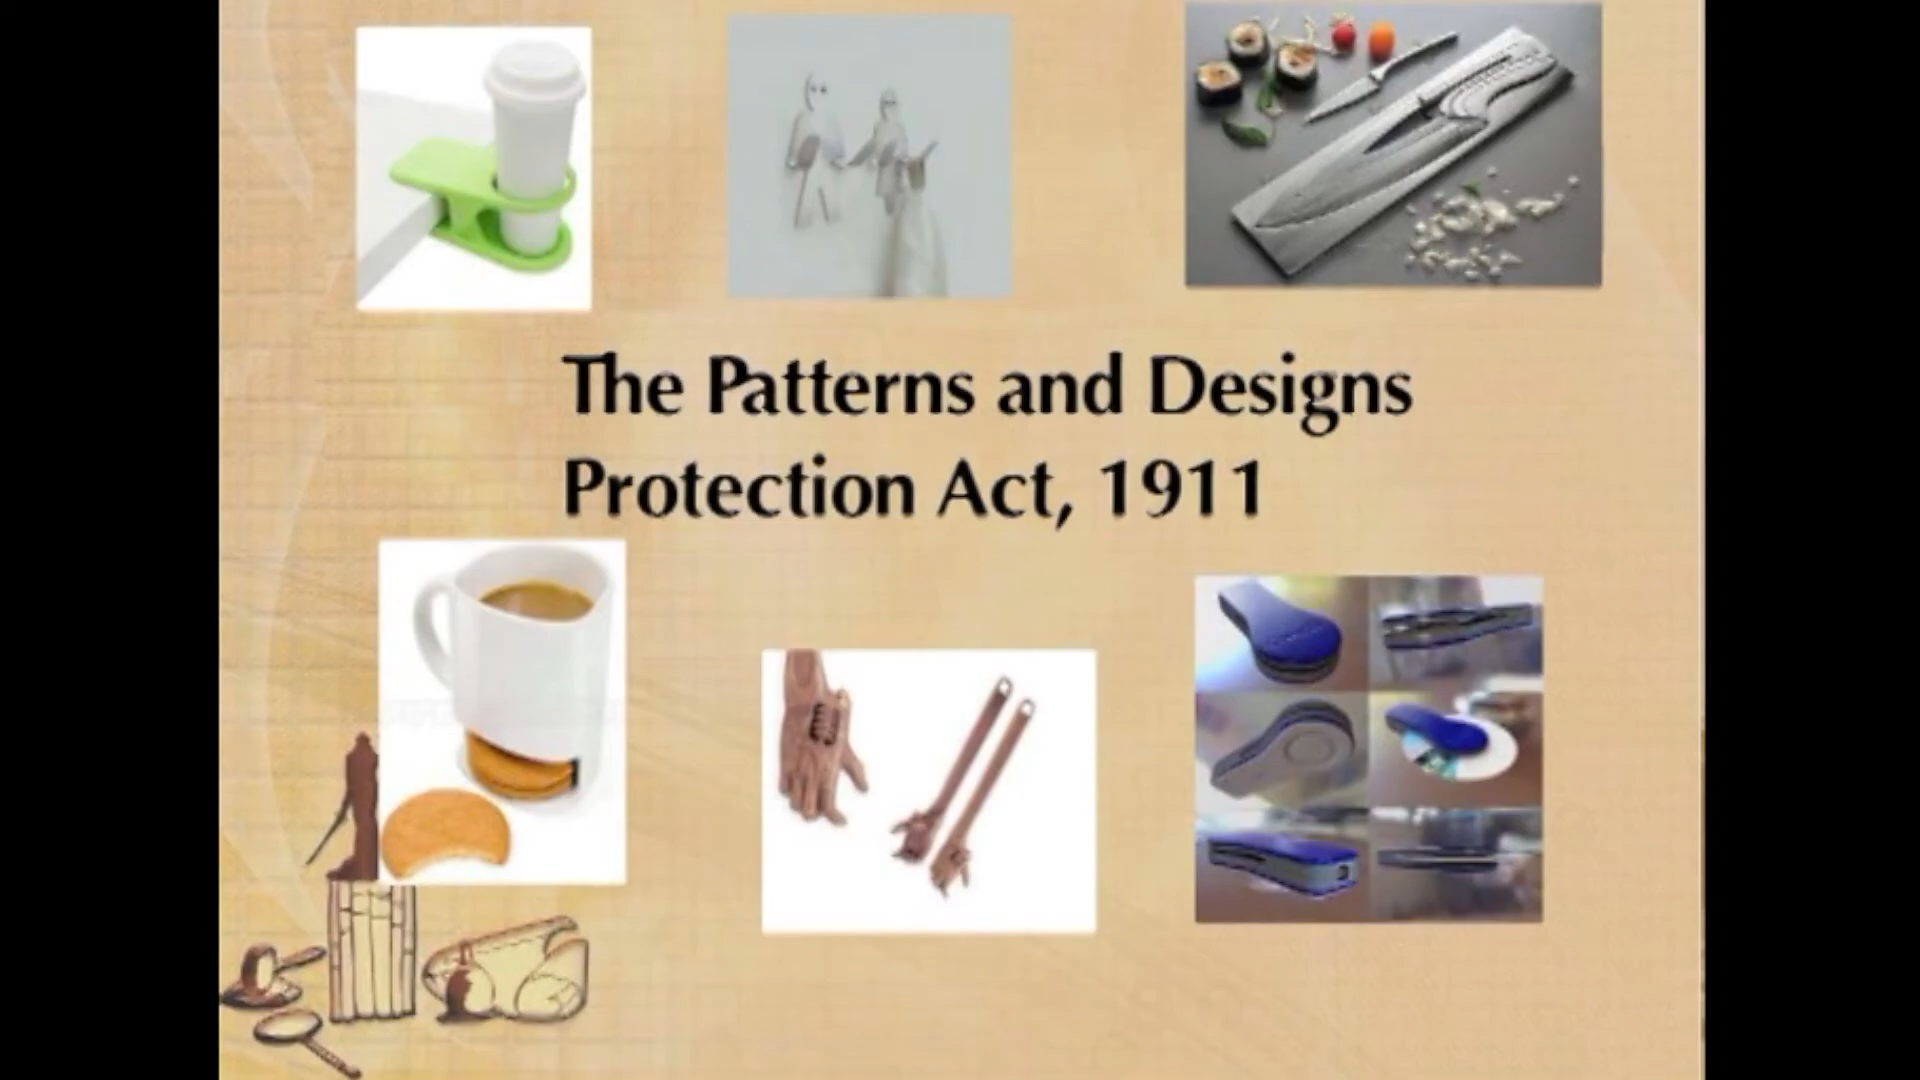 The Patterns and Designs
Protection Act, 1911